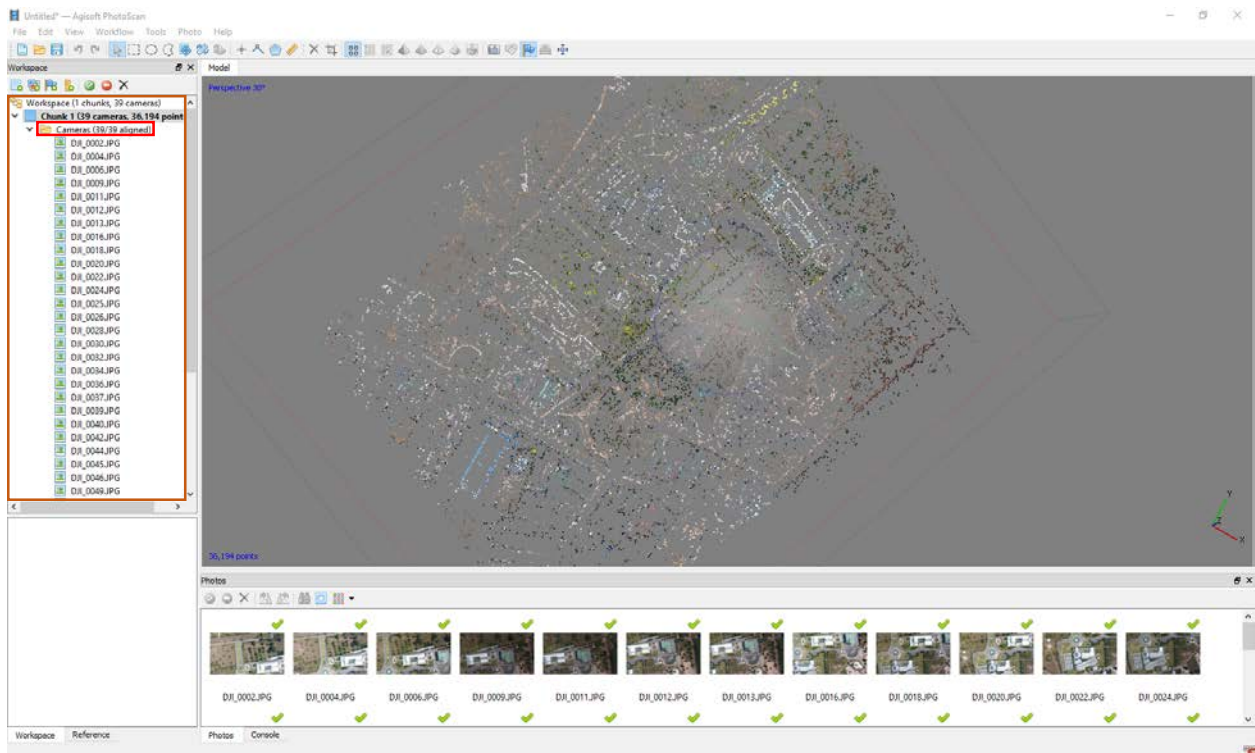 Untitled* — Agisoft PhotoScan
File Edit View Workflow Tools Photo Help
Workspace
Model
Perspective 30°
Workspace (1 chunks, 39 cameras)
Chunk 1 (39 cameras, 36,194 point
Cameras (39/39 aligned)
DJI_0002.JPG
DJI_0004.JPG
DJI_0006.JPG
DJI_0009.JPG
DJI_0011.JPG
DJI_0012.JPG
DJI_0013.JPG
DJI_0016.JPG
DJI_0018.JPG
DJI_0020.JPG
DJI_0022.JPG
DJI_0024.JPG
DJI_0025.JPG
DJI_0026.JPG
DJI_0028.JPG
DJI_0030.JPG
DJI_0032.JPG
DJI_0034.JPG
DJI_0036.JPG
DJI_0037.JPG
DJI_0039.JPG
DJI_0040.JPG
DJI_0042.JPG
DJI_0044.JPG
DJI_0045.JPG
DJI_0046.JPG
DJI_0049.JPG
Y
Z
X
36,194 points
Photos
DJI_0002.JPG DJI_0004.JPG DJI_0006.JPG DJI_0009.JPG DJI_0011.JPG DJI_0012.JPG DJI_0013.JPG DJI_0016.JPG DJI_0018.JPG DJI_0020.JPG DJI_0022.JPG DJI_0024.JPG
Workspace Reference
Photos Console